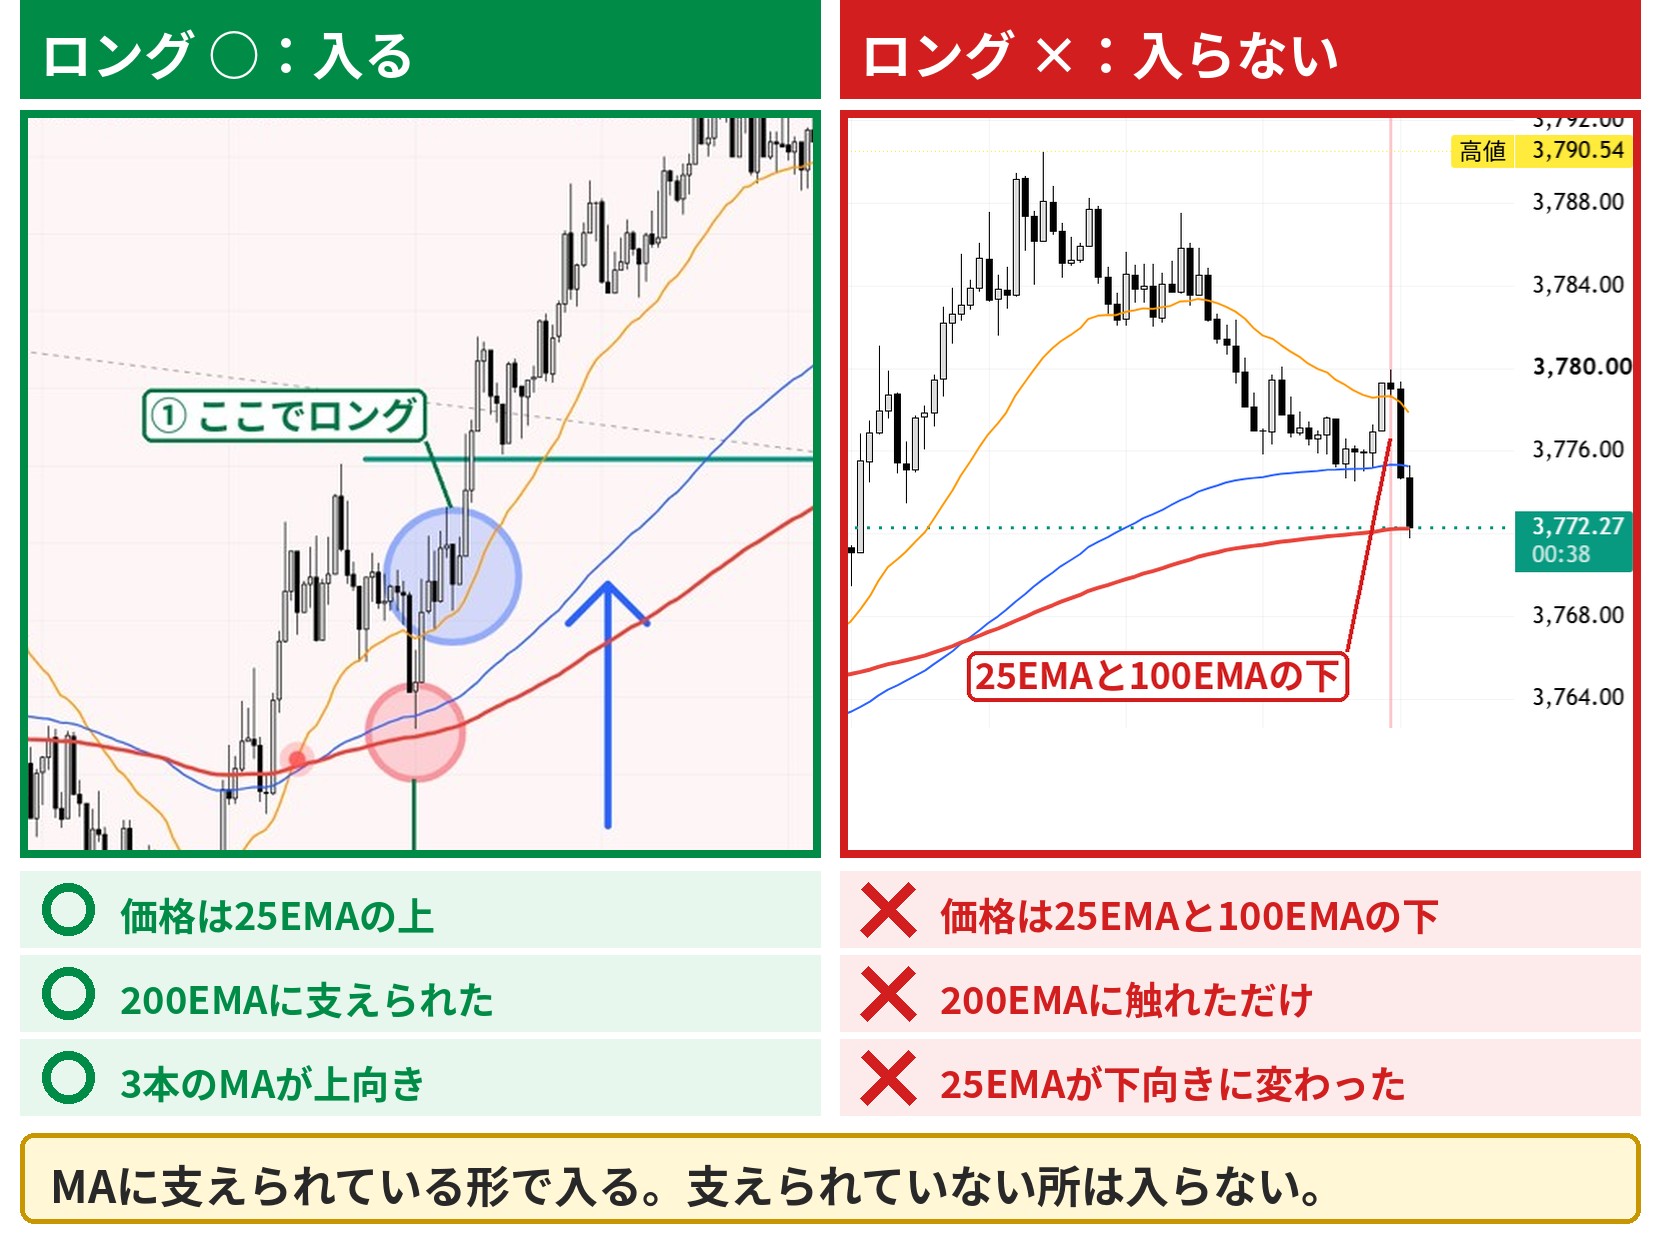 ロング ○：入る
ロング ×：入らない
① ここでロング
3,792.00
高値 3,790.54
3,788.00
3,784.00
3,780.00
3,776.00
3,772.27
00:38
3,768.00
3,764.00
25EMAと100EMAの下
○ 価格は25EMAの上
○ 200EMAに支えられた
○ 3本のMAが上向き
× 価格は25EMAと100EMAの下
× 200EMAに触れただけ
× 25EMAが下向きに変わった
MAに支えられている形で入る。支えられていない所は入らない。